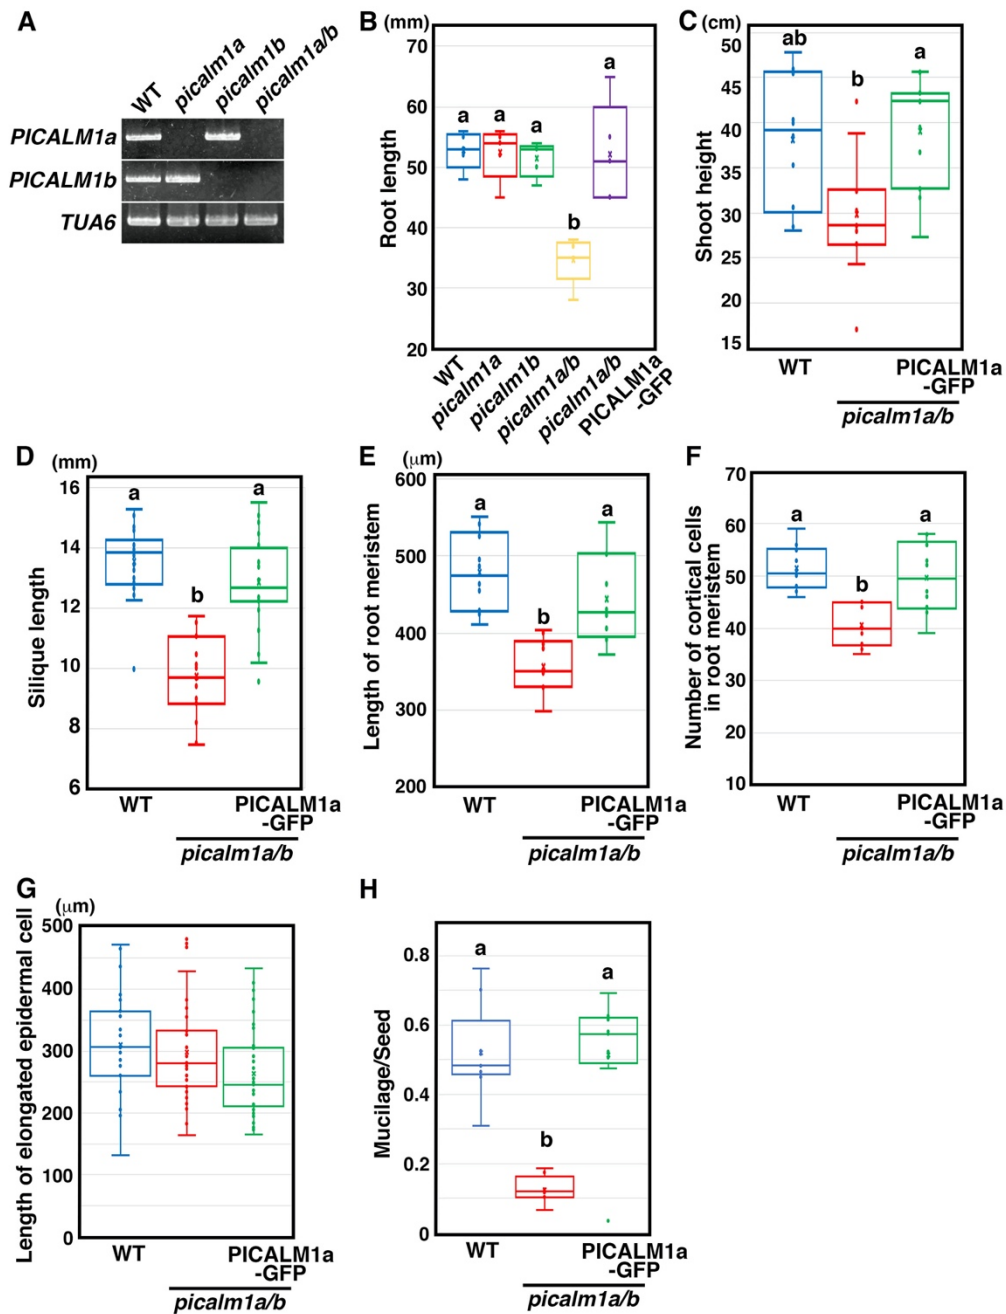 A
WT
picalm1a
picalm1b
picalm1a/b
PICALM1a
PICALM1b
TUA6
B
(mm)
Root length
70
60
50
40
30
20
a
a
a
b
a
WT
picalm1a
picalm1b
picalm1a/b
picalm1a/b
PICALM1a
-GFP
C
(cm)
Shoot height
50
45
40
35
30
25
20
15
ab
b
a
WT
PICALM1a
-GFP
picalm1a/b
D
(mm)
Silique length
16
14
12
10
8
6
a
b
a
WT
PICALM1a
-GFP
picalm1a/b
E
(μm)
Length of root meristem
600
500
400
300
200
a
b
a
WT
PICALM1a
-GFP
picalm1a/b
F
Number of cortical cells
in root meristem
70
60
50
40
30
20
10
a
b
a
WT
PICALM1a
-GFP
picalm1a/b
G
(μm)
Length of elongated epidermal cell
500
400
300
200
100
0
WT
PICALM1a
-GFP
picalm1a/b
H
Mucilage/Seed
0.8
0.6
0.4
0.2
0
a
b
a
WT
PICALM1a
-GFP
picalm1a/b